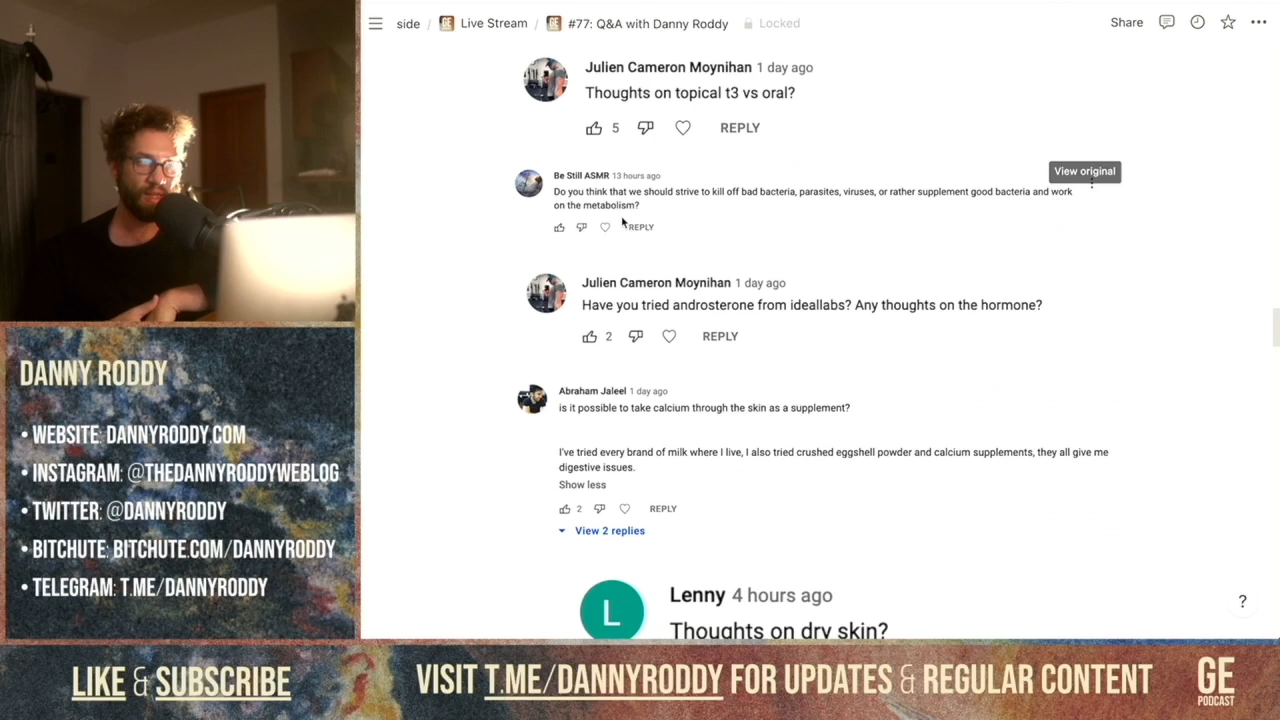 side / Live Stream / #77: Q&A with Danny Roddy Locked
Share
Julien Cameron Moynihan 1 day ago
Thoughts on topical t3 vs oral?
5 REPLY
View original
Be Still ASMR 13 hours ago
Do you think that we should strive to kill off bad bacteria, parasites, viruses, or rather supplement good bacteria and work
on the metabolism?
REPLY
Julien Cameron Moynihan 1 day ago
Have you tried androsterone from ideallabs? Any thoughts on the hormone?
2 REPLY
Abraham Jaleel 1 day ago
is it possible to take calcium through the skin as a supplement?
I've tried every brand of milk where I live, I also tried crushed eggshell powder and calcium supplements, they all give me
digestive issues.
Show less
2 REPLY
View 2 replies
L
Lenny 4 hours ago
Thoughts on dry skin?
?
DANNY RODDY
• WEBSITE: DANNYRODDY.COM
• INSTAGRAM: @THEDANNYRODDYWEBLOG
• TWITTER: @DANNYRODDY
• BITCHUTE: BITCHUTE.COM/DANNYRODDY
• TELEGRAM: T.ME/DANNYRODDY
LIKE & SUBSCRIBE
VISIT T.ME/DANNYRODDY FOR UPDATES & REGULAR CONTENT
GE
PODCAST